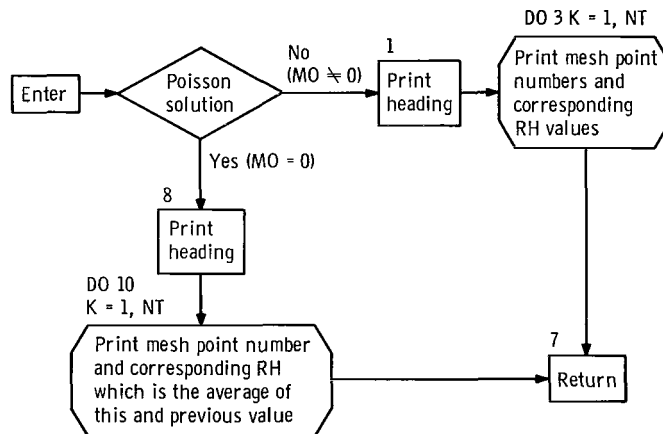 DO 3 K = 1, NT
No
(MO ≠ 0)
1
Enter
Poisson
solution
Print
heading
Print mesh point
numbers and
corresponding
RH values
Yes (MO = 0)
8
Print
heading
DO 10
K = 1, NT
Print mesh point number
and corresponding RH
which is the average of
this and previous value
7
Return